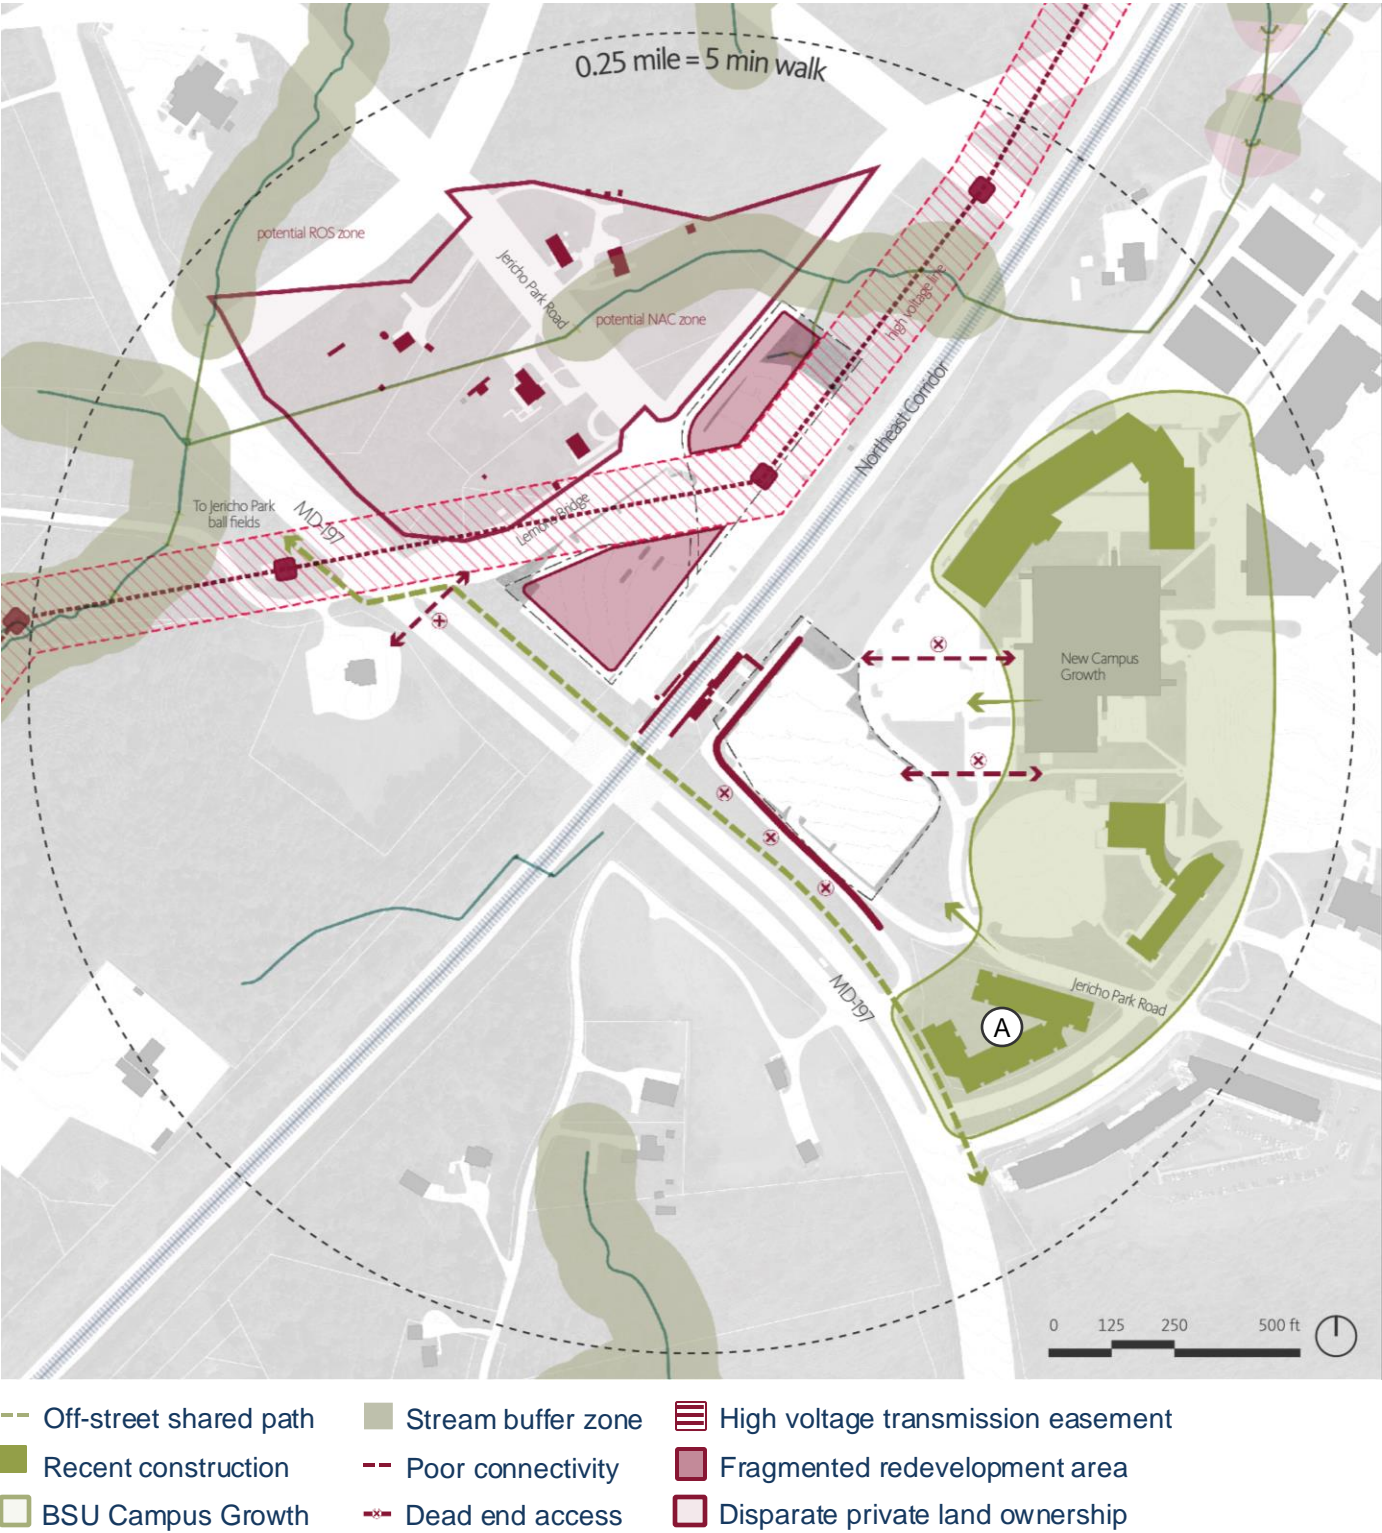 0.25 mile = 5 min walk
potential ROS zone
Jericho Park Road
potential NAC zone
high voltage line
Northeast Corridor
To Jericho Park
ball fields
MD-197
Lemon's Bridge
New Campus
Growth
Jericho Park Road
MD-197
A
0 125 250 500 ft
Off-street shared path
Stream buffer zone
High voltage transmission easement
Recent construction
Poor connectivity
Fragmented redevelopment area
BSU Campus Growth
Dead end access
Disparate private land ownership